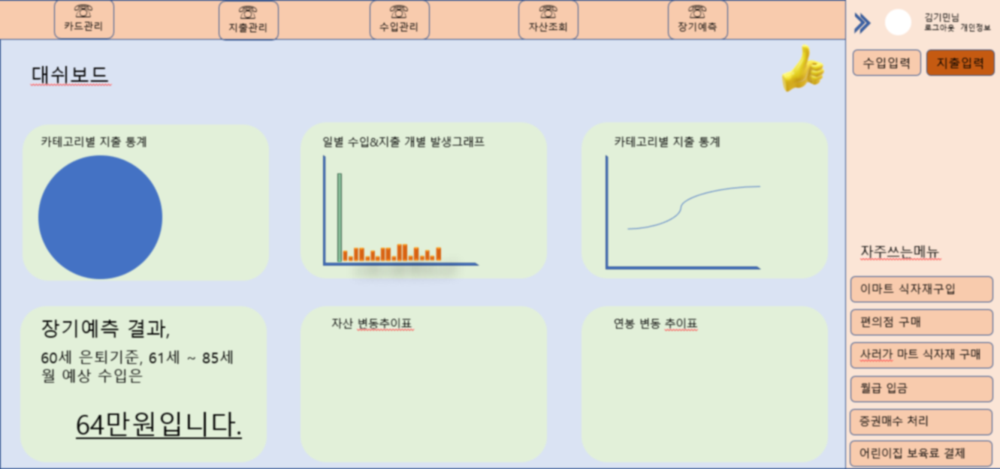 카드관리
지출관리
수입관리
자산조회
장기예측
김기민님
로그아웃 개인정보
수입입력
지출입력
대쉬보드
카테고리별 지출 통계
일별 수입&지출 개별 발생그래프
카테고리별 지출 통계
장기예측 결과,
60세 은퇴기준, 61세 ~ 85세
월 예상 수입은
64만원입니다.
자산 변동추이표
연봉 변동 추이표
자주쓰는메뉴
이마트 식자재구입
편의점 구매
사러가 마트 식자재 구매
월급 입금
증권매수 처리
어린이집 보육료 결제